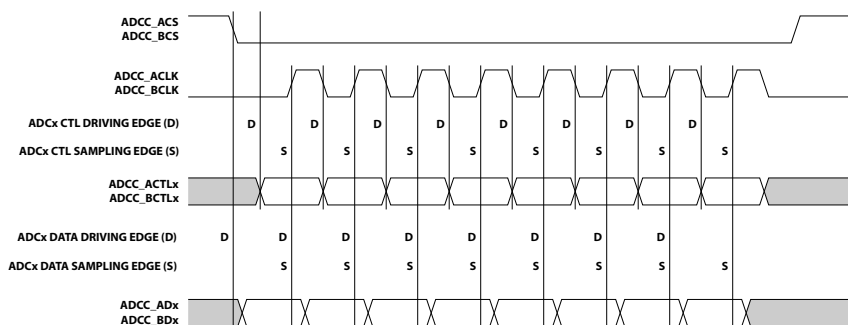 ADCC_ACS
ADCC_BCS
ADCC_ACLK
ADCC_BCLK
ADCx CTL DRIVING EDGE (D) D D D D D D D D
ADCx CTL SAMPLING EDGE (S) S S S S S S S S
ADCC_ACTLx
ADCC_BCTLx
ADCx DATA DRIVING EDGE (D) D D D D D D D D
ADCx DATA SAMPLING EDGE (S) S S S S S S S S
ADCC_ADx
ADCC_BDx